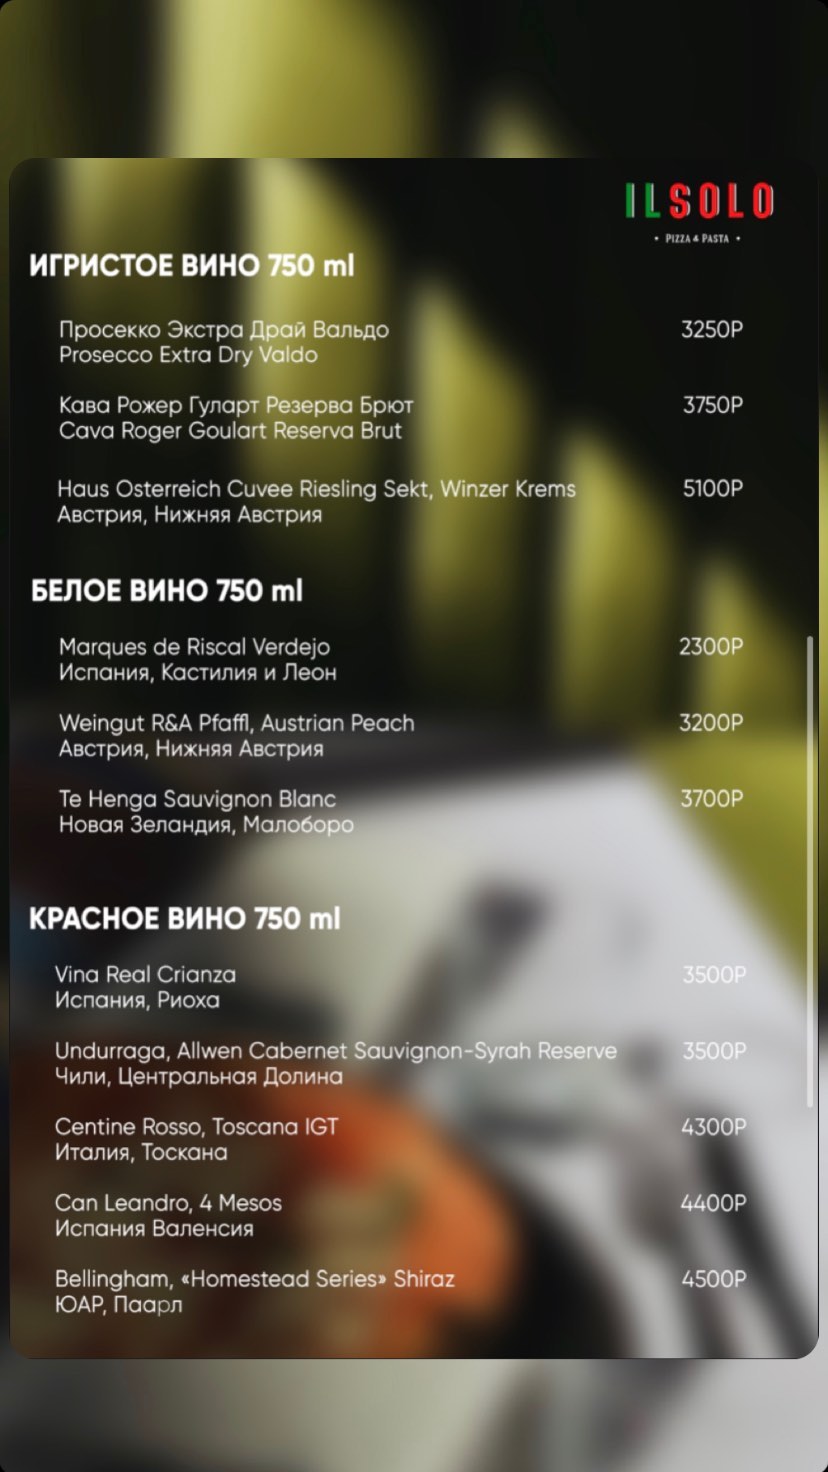 ILSOLO
• PIZZA & PASTA •
ИГРИСТОЕ ВИНО 750 ml
Просекко Экстра Драй Вальдо 3250Р
Prosecco Extra Dry Valdo
Кава Рожер Гуларт Резерва Брют 3750Р
Cava Roger Goulart Reserva Brut
Haus Osterreich Cuvee Riesling Sekt, Winzer Krems 5100Р
Австрия, Нижняя Австрия
БЕЛОЕ ВИНО 750 ml
Marques de Riscal Verdejo 2300Р
Испания, Кастилия и Леон
Weingut R&A Pfaffl, Austrian Peach 3200Р
Австрия, Нижняя Австрия
Te Henga Sauvignon Blanc 3700Р
Новая Зеландия, Малоборо
КРАСНОЕ ВИНО 750 ml
Vina Real Crianza 3500Р
Испания, Риоха
Undurraga, Allwen Cabernet Sauvignon-Syrah Reserve 3500Р
Чили, Центральная Долина
Centine Rosso, Toscana IGT 4300Р
Италия, Тоскана
Can Leandro, 4 Mesos 4400Р
Испания Валенсия
Bellingham, «Homestead Series» Shiraz 4500Р
ЮАР, Паарл